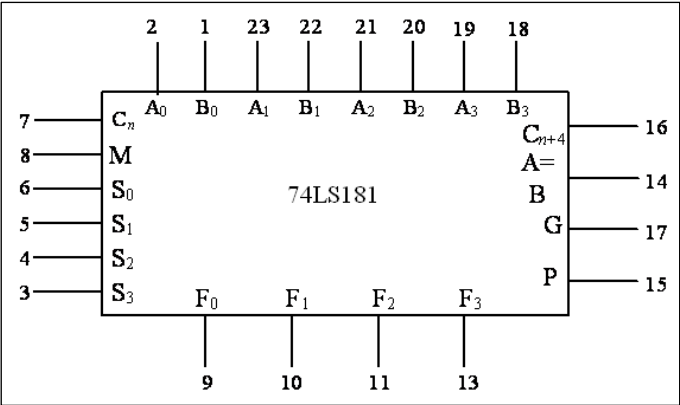 2 1 23 22 21 20 19 18
A₀ B₀ A₁ B₁ A₂ B₂ A₃ B₃
7 Cₙ
Cₙ₊₄ 16
8 M
A=
B
14
6 S₀
74LS181
5 S₁
G 17
4 S₂
P 15
3 S₃
F₀ F₁ F₂ F₃
9 10 11 13